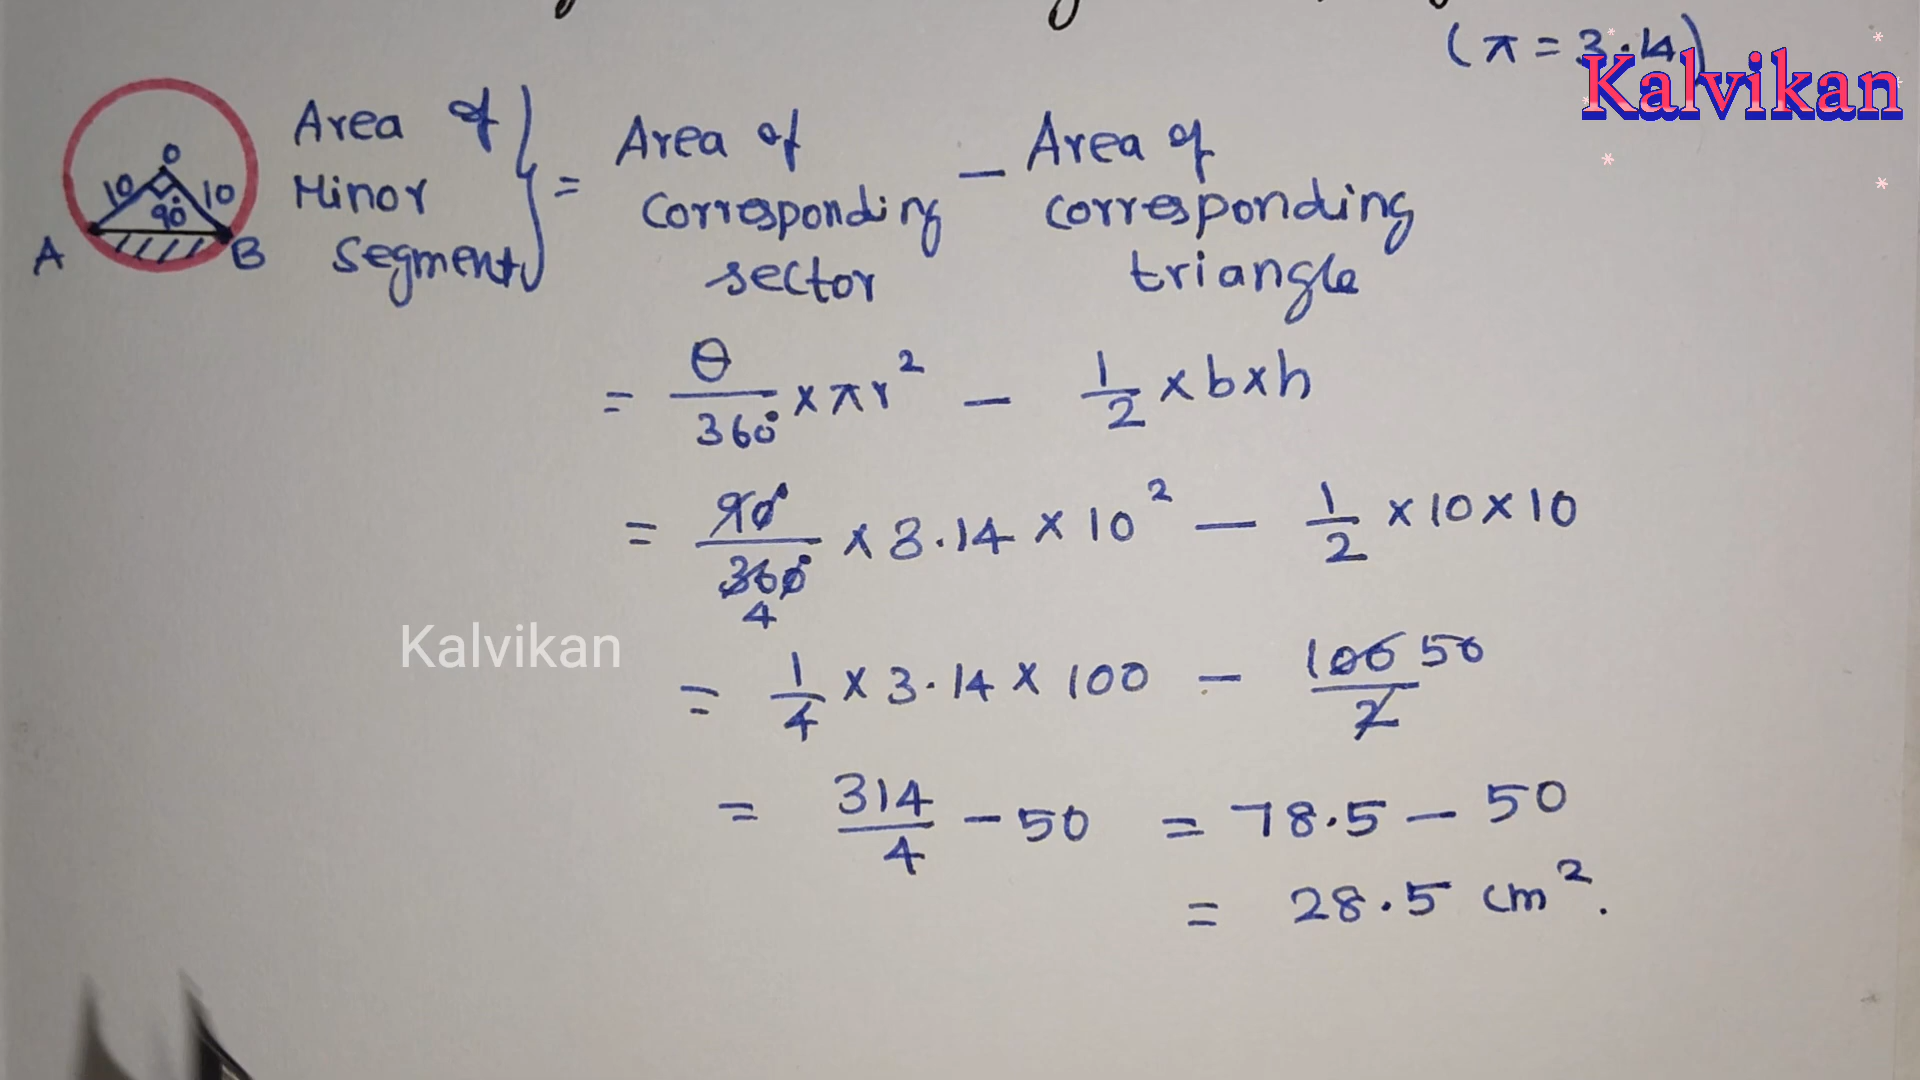 (π = 3.14)
Kalvikan
O
10 10
90°
A B
Area of Minor Segment } = Area of corresponding sector – Area of corresponding triangle
= θ/360° × πr² – 1/2 × b × h
= 90°/360° 4 × 3.14 × 10² – 1/2 × 10 × 10
Kalvikan
= 1/4 × 3.14 × 100 – 100/2 50
= 314/4 – 50 = 78.5 – 50
= 28.5 cm².